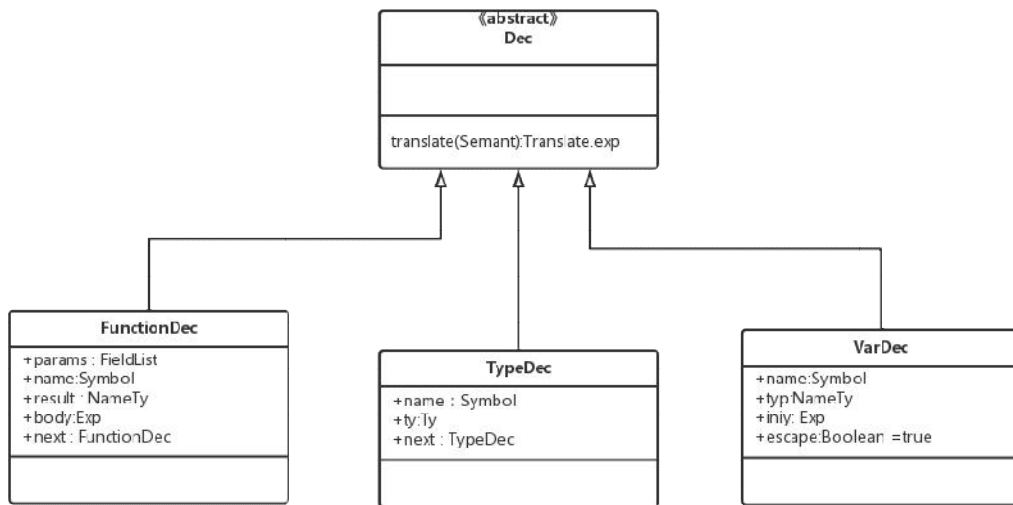 《abstract》
Dec
translate(Semant):Translate.exp
FunctionDec
+params : FieldList
+name:Symbol
+result : NameTy
+body:Exp
+next : FunctionDec
TypeDec
+name : Symbol
+ty:Ty
+next : TypeDec
VarDec
+name:Symbol
+typ:NameTy
+iniy: Exp
+escape:Boolean =true